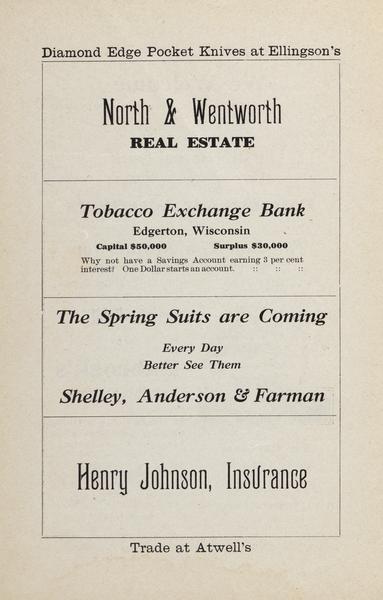 Diamond Edge Pocket Knives at Ellingson's
North & Wentworth
REAL ESTATE
Tobacco Exchange Bank
Edgerton, Wisconsin
Capital $50,000 Surplus $30,000
Why not have a Savings Account earning 3 per cent
interest? One Dollar starts an account. :: :: ::
The Spring Suits are Coming
Every Day
Better See Them
Shelley, Anderson & Farman
Henry Johnson, Insurance
Trade at Atwell's